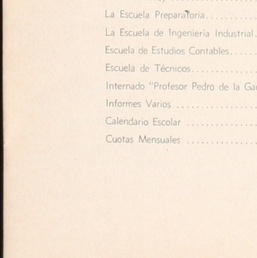 La Escuela Preparatoria
La Escuela de Ingeniería Industrial
Escuela de Estudios Contables
Escuela de Técnicos
Internado "Profesor Pedro de la
Informes Varios
Calendario Escolar
Cuotas Mensuales